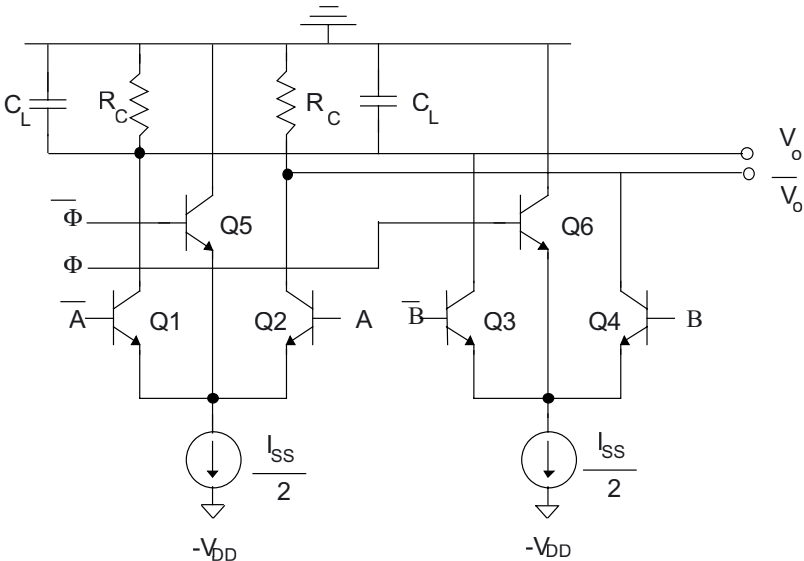 C_L
R_C
R_C
C_L
V_o
V̅_o
Φ̅
Q5
Q6
Φ
A̅
Q1
Q2
A
B̅
Q3
Q4
B
I_SS
2
I_SS
2
-V_DD
-V_DD